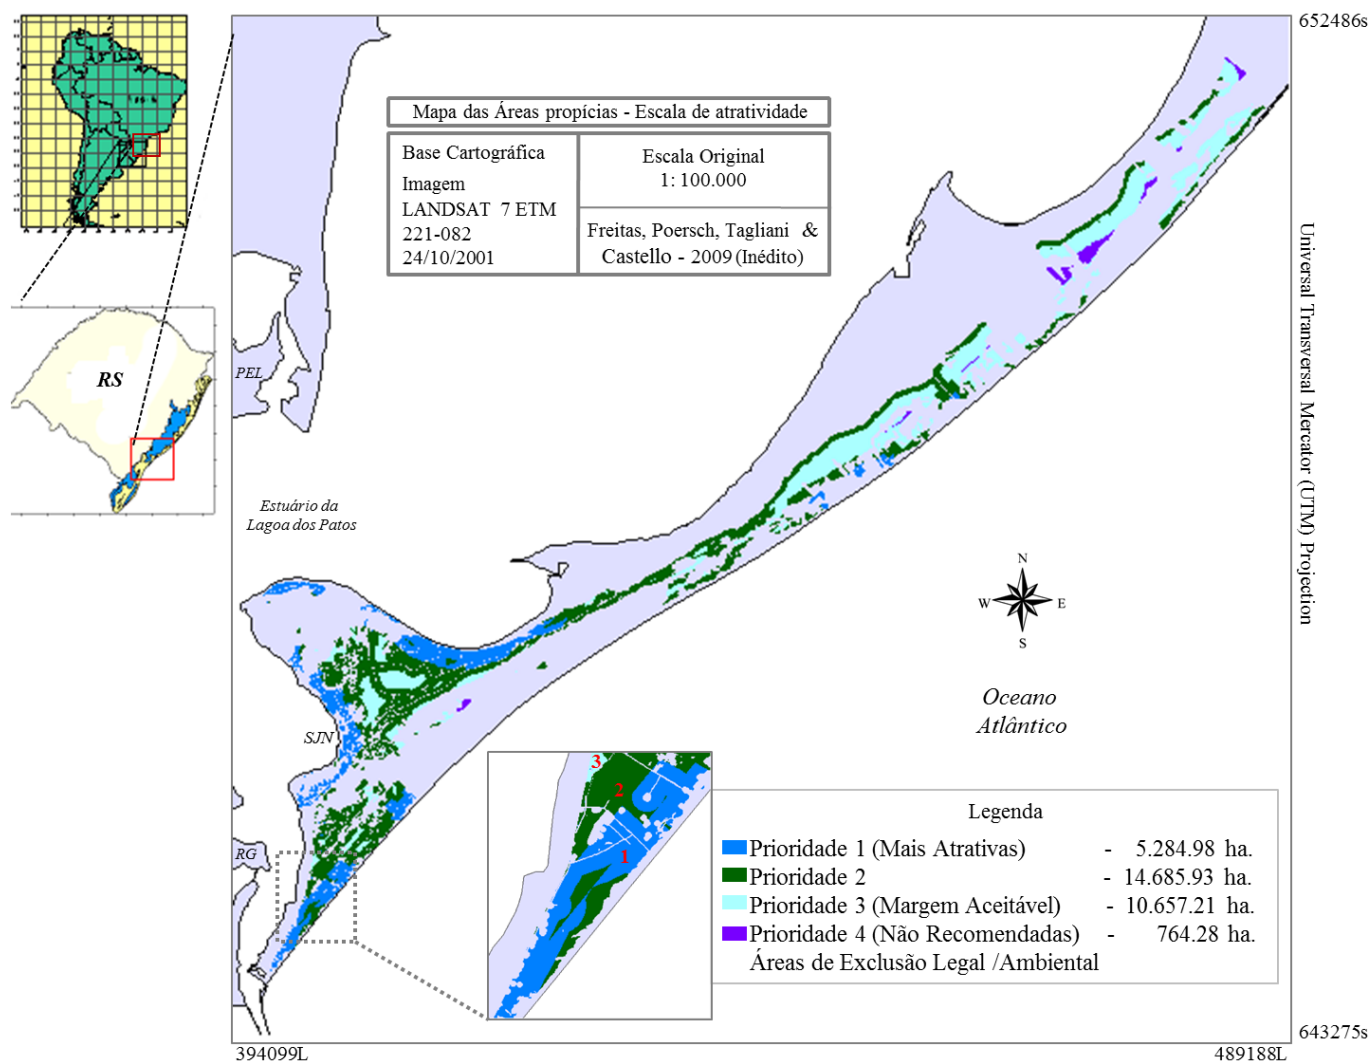 652486s
Mapa das Áreas propícias - Escala de atratividade
Base Cartográfica
Imagem
LANDSAT 7 ETM
221-082
24/10/2001
Escala Original
1: 100.000
Freitas, Poersch, Tagliani &
Castello - 2009 (Inédito)
RS
PEL
Estuário da
Lagoa dos Patos
SJN
RG
N
W
E
S
Oceano
Atlântico
Universal Transversal Mercator (UTM) Projection
3
2
1
Legenda
Prioridade 1 (Mais Atrativas) - 5.284.98 ha.
Prioridade 2 - 14.685.93 ha.
Prioridade 3 (Margem Aceitável) - 10.657.21 ha.
Prioridade 4 (Não Recomendadas) - 764.28 ha.
Áreas de Exclusão Legal /Ambiental
643275s
394099L
489188L